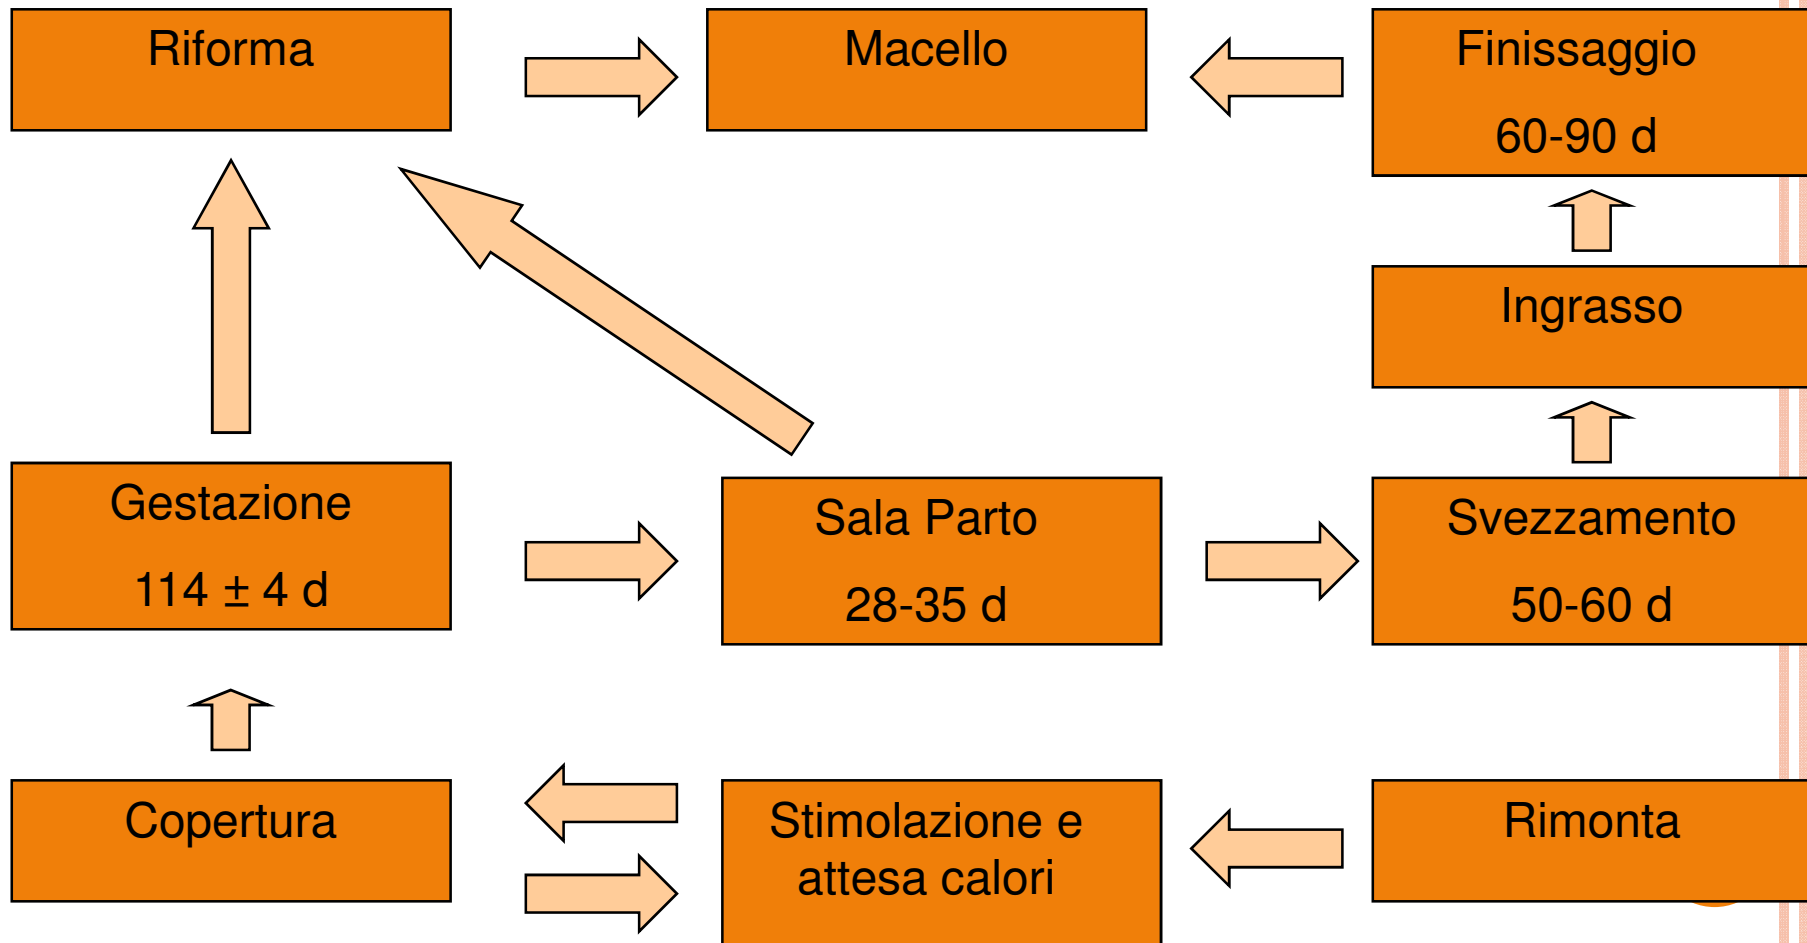 Riforma
Macello
Finissaggio
60-90 d
Ingrasso
Gestazione
114 ± 4 d
Sala Parto
28-35 d
Svezzamento
50-60 d
Copertura
Stimolazione e
attesa calori
Rimonta